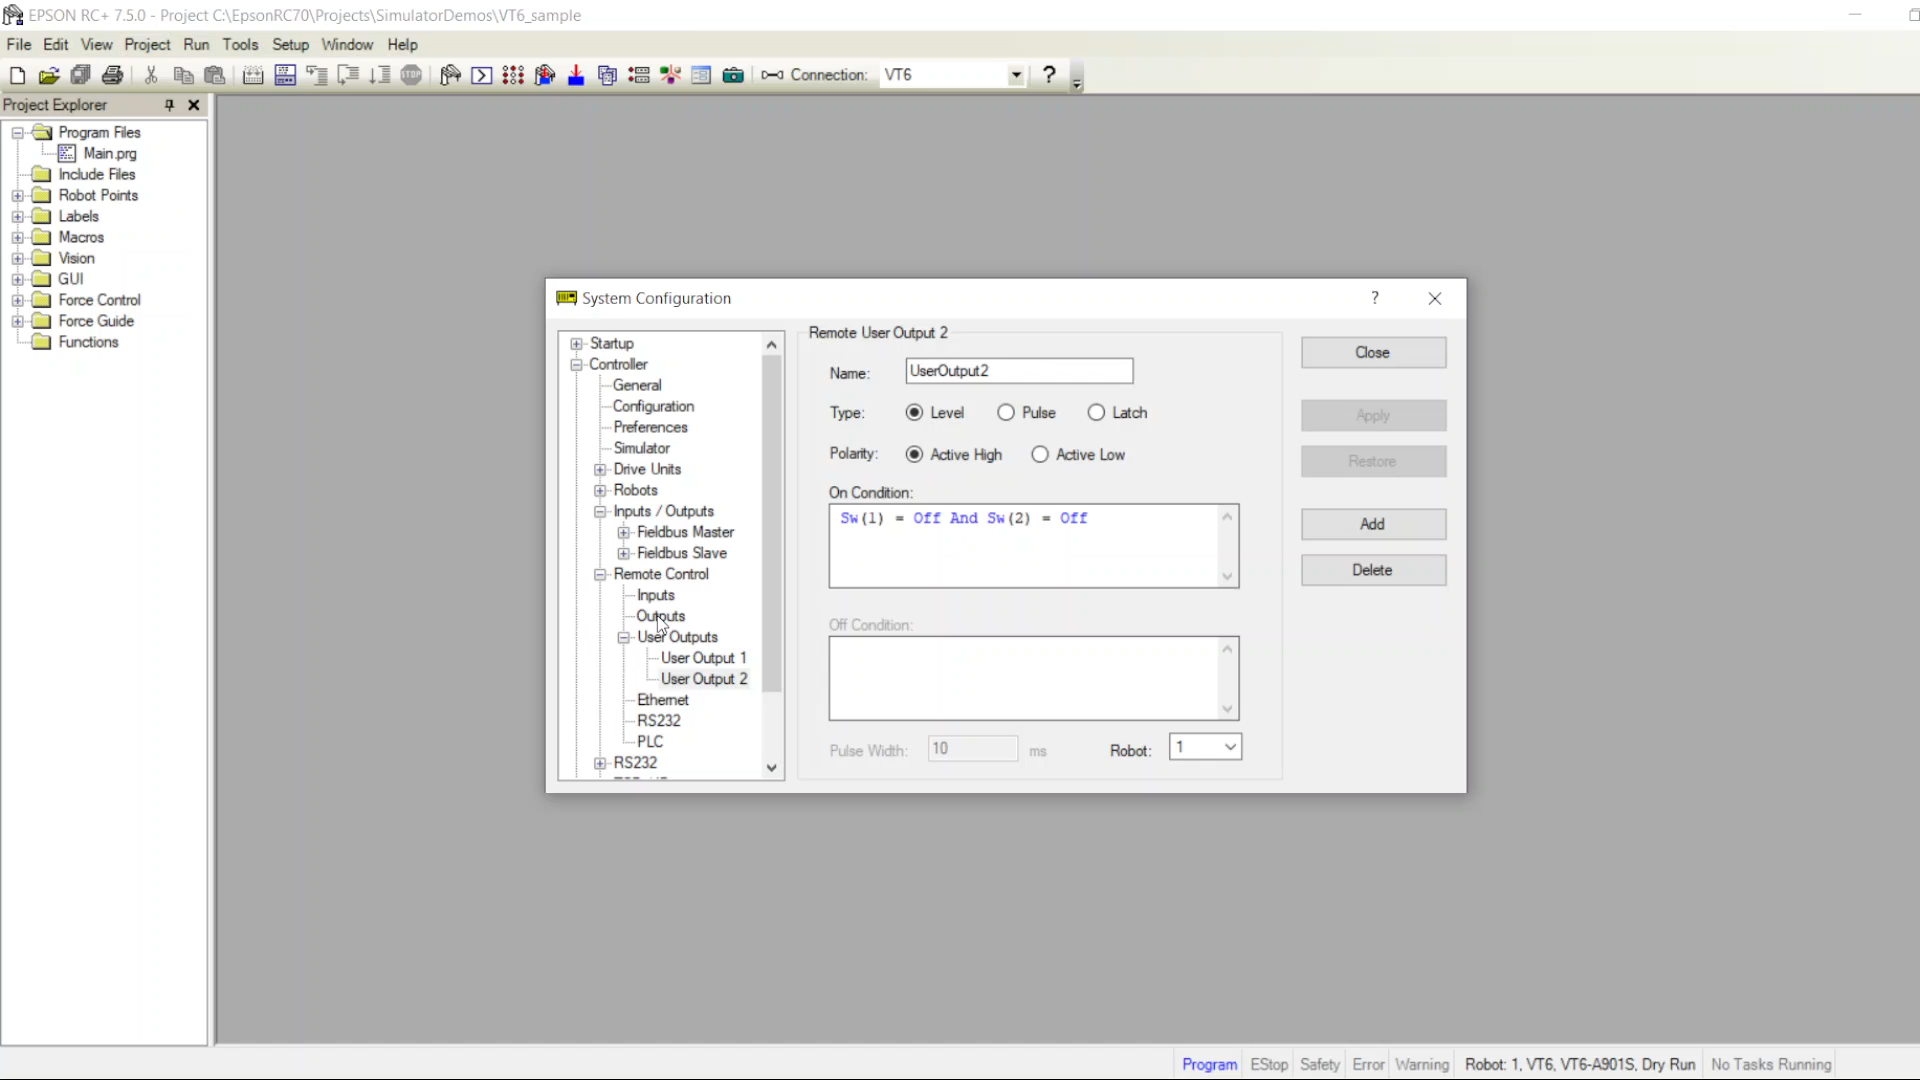 EPSON RC+ 7.5.0 - Project C:\EpsonRC70\Projects\SimulatorDemos\VT6_sample
File Edit View Project Run Tools Setup Window Help
STOP Connection: VT6 ?
Project Explorer
Program Files
Main.prg
Include Files
Robot Points
Labels
Macros
Vision
GUI
Force Control
Force Guide
Functions
System Configuration ?
Startup
Controller
General
Configuration
Preferences
Simulator
Drive Units
Robots
Inputs / Outputs
Fieldbus Master
Fieldbus Slave
Remote Control
Inputs
Outputs
User Outputs
User Output 1
User Output 2
Ethernet
RS232
PLC
RS232
Remote User Output 2
Name: UserOutput2
Type: Level Pulse Latch
Polarity: Active High Active Low
On Condition:
Sw(1) = Off And Sw(2) = Off
Off Condition:
Pulse Width: 10 ms Robot: 1
Close
Apply
Restore
Add
Delete
Program EStop Safety Error Warning Robot: 1, VT6, VT6-A901S, Dry Run No Tasks Running